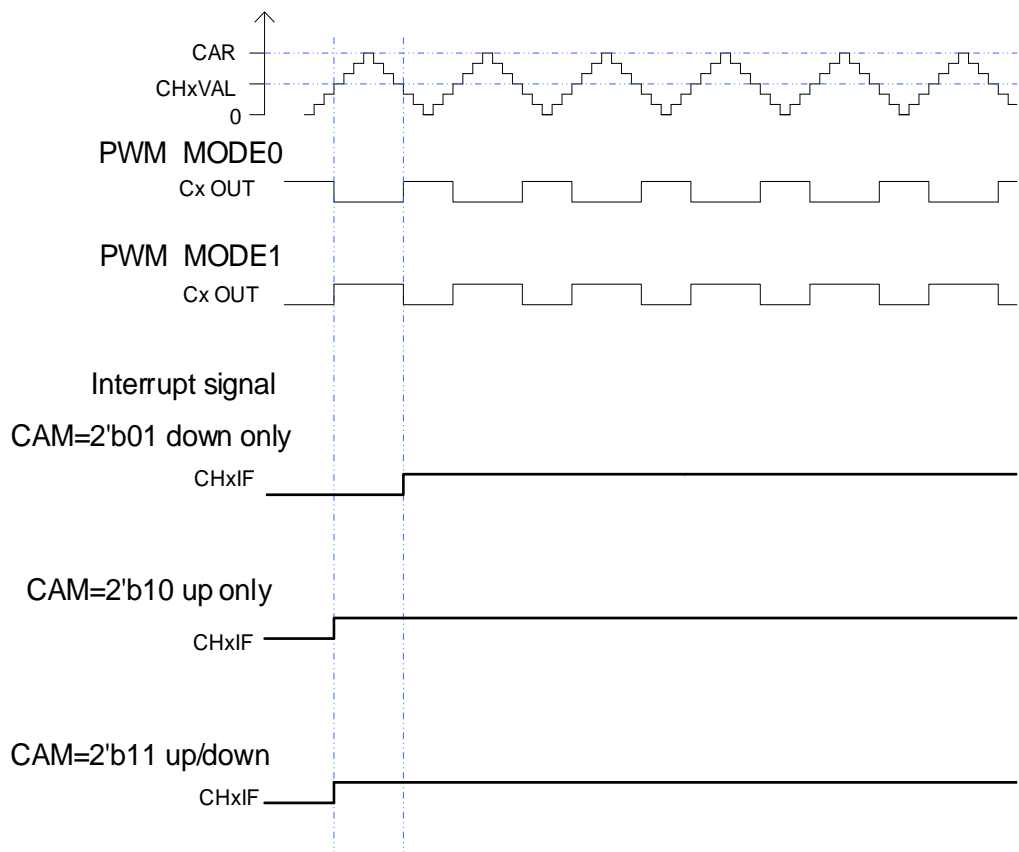 CAR
CHxVAL
0
PWM MODE0
Cx OUT
PWM MODE1
Cx OUT
Interrupt signal
CAM=2'b01 down only
CHxIF
CAM=2'b10 up only
CHxIF
CAM=2'b11 up/down
CHxIF